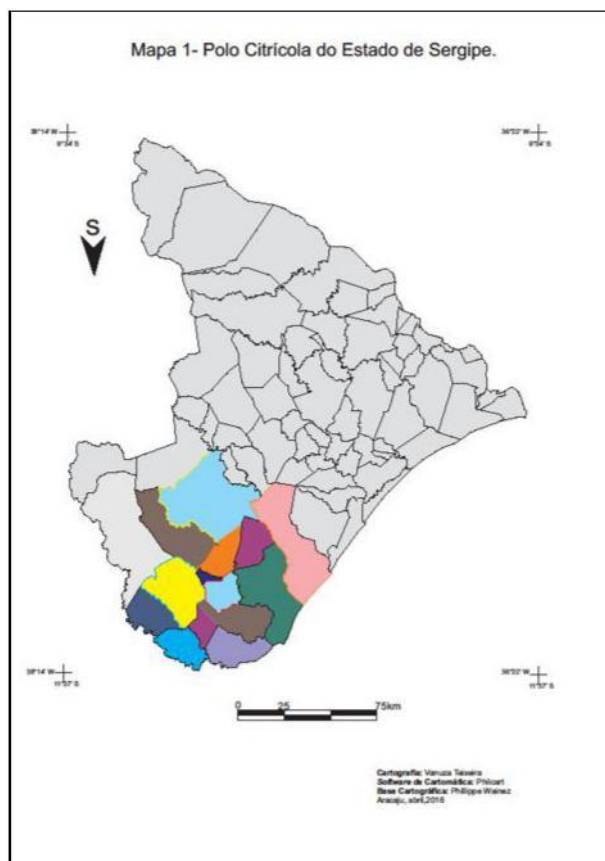 Mapa 1- Polo Citrícola do Estado de Sergipe.
S
0 25 75km
Cartografia: Vanuza Teixeira
Software de Cartomática: Philcart
Base Cartográfica: Phillippe Wainez
Aracaju, abril,2016